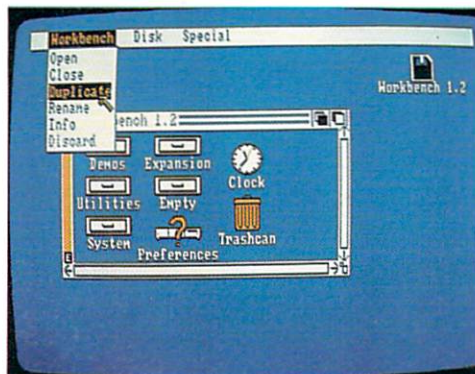 Workbench Disk Special
Open
Close
Duplicate
Rename
Info
Discard
Workbench 1.2
bench 1.2
Demos Expansion Clock
Utilities Empty
System Preferences Trashcan